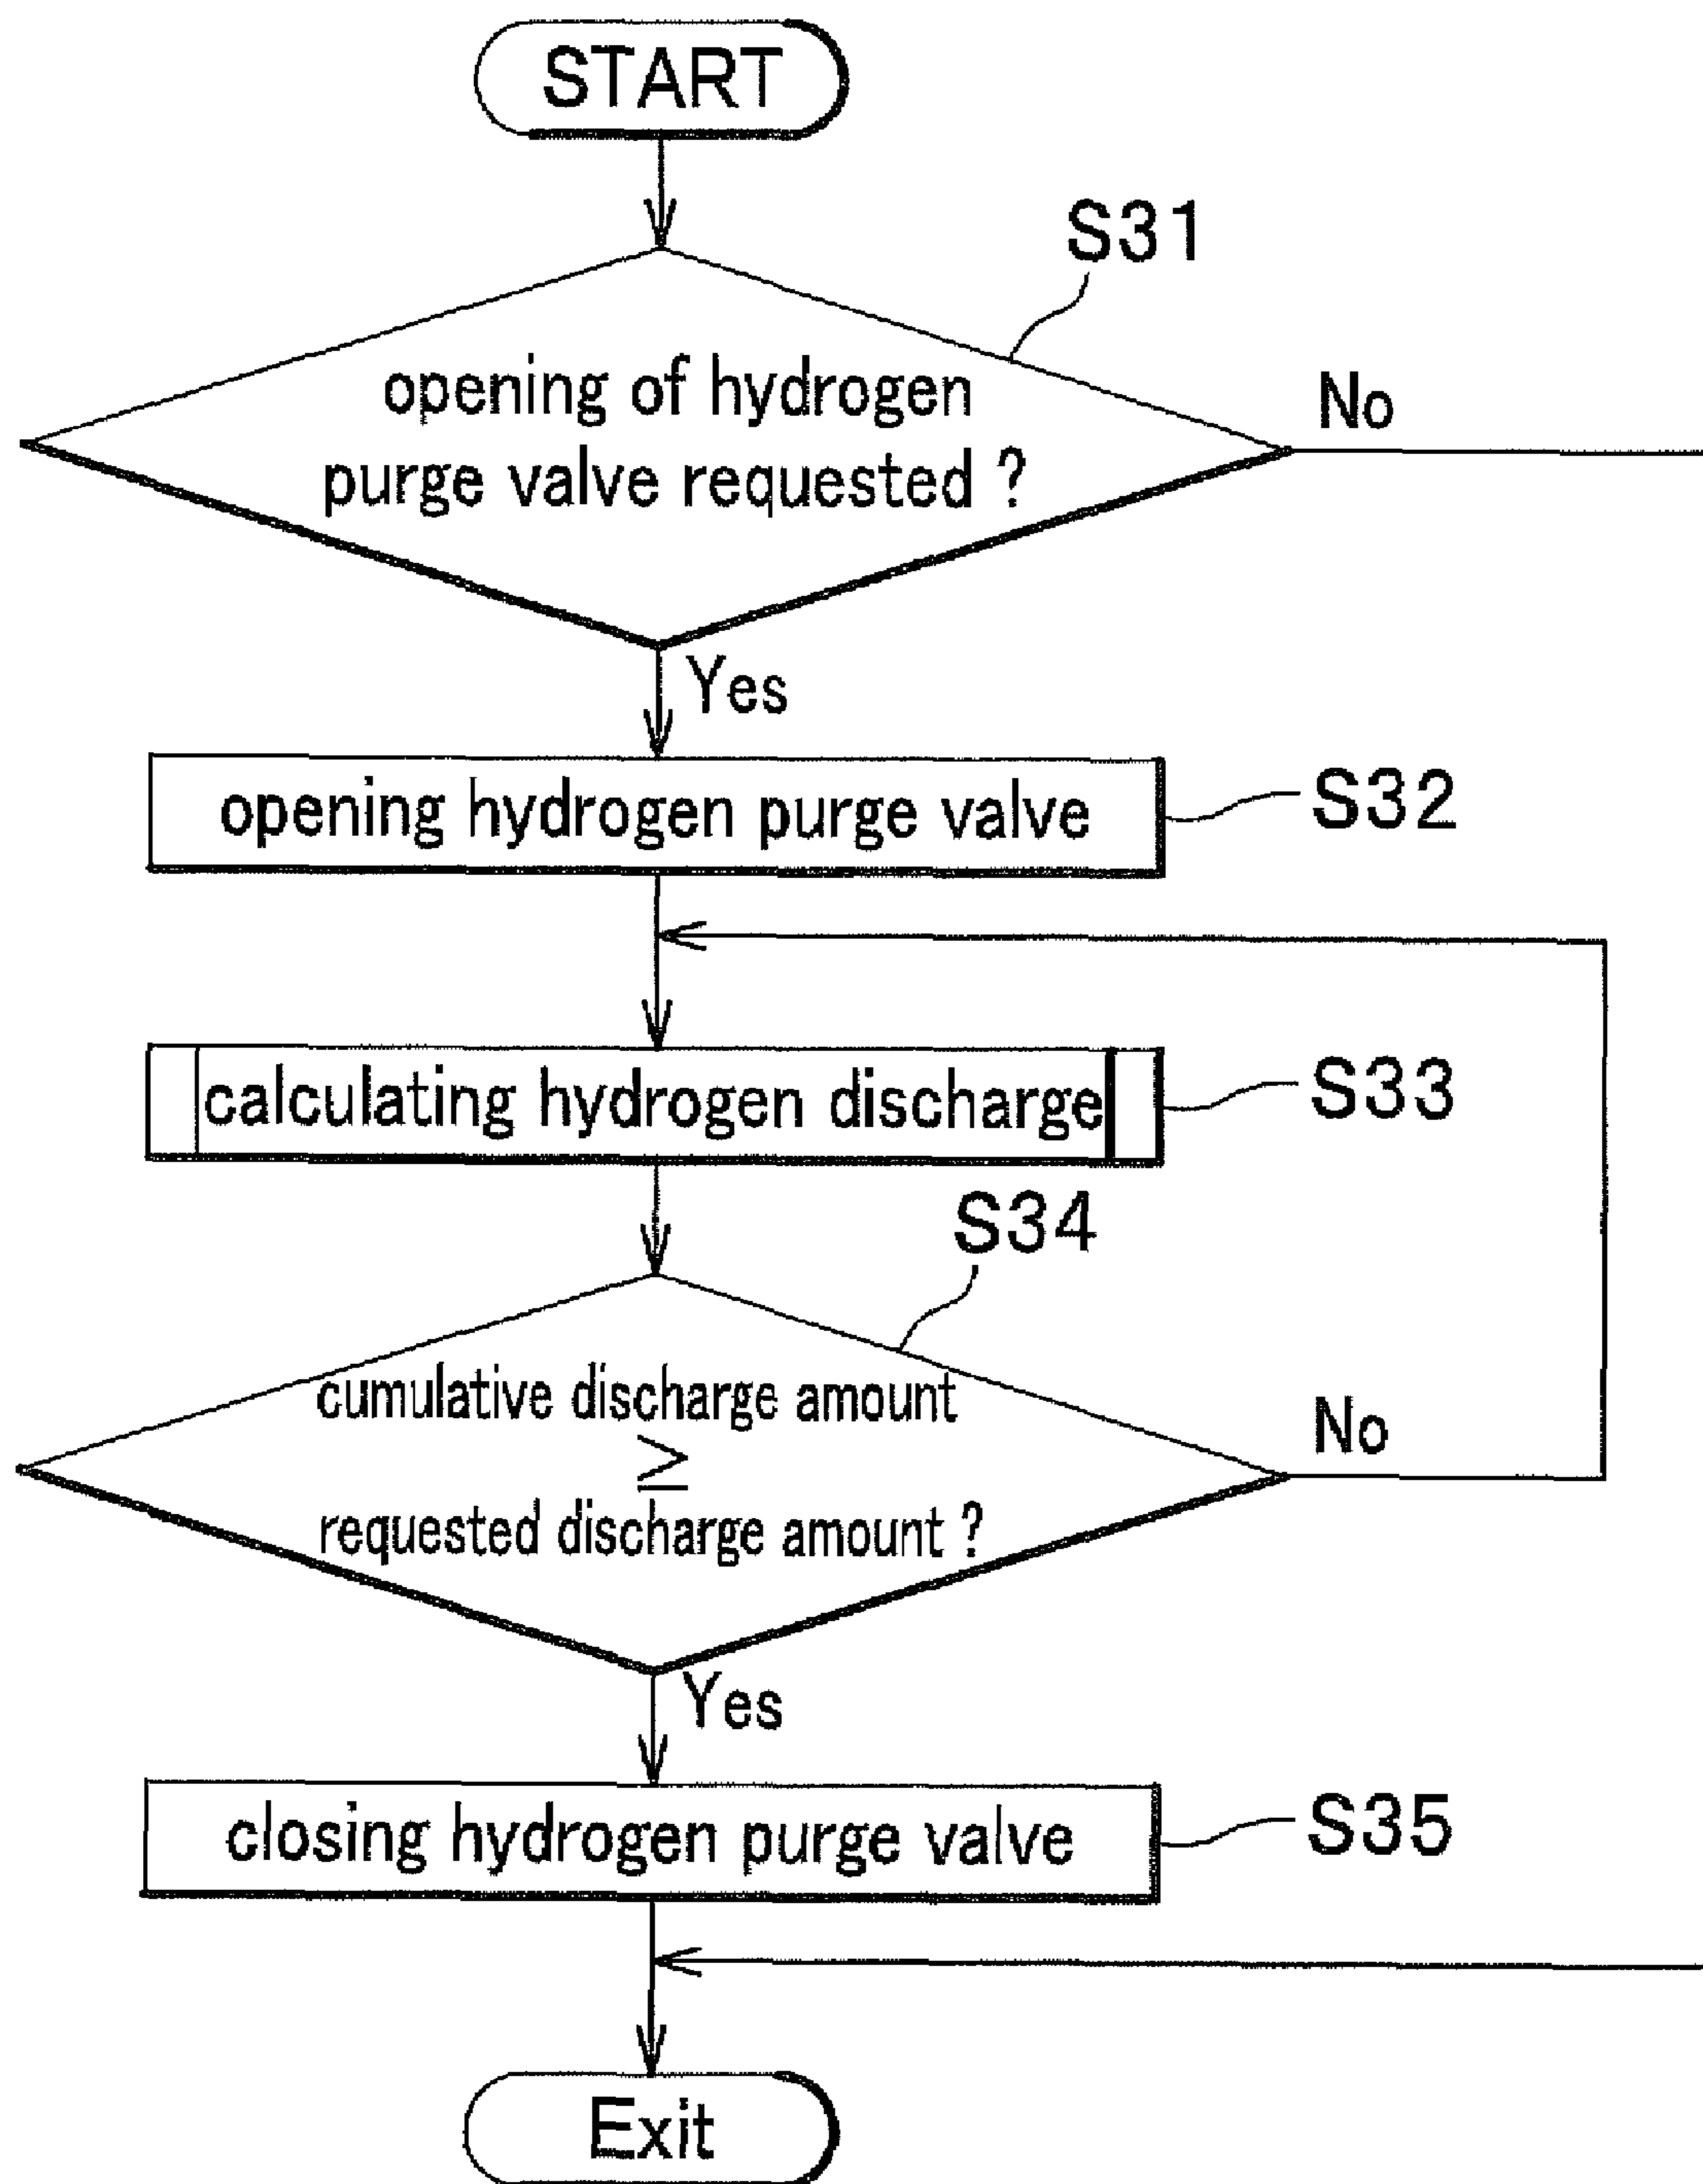 START
S31
opening of hydrogen
purge valve requested ?
No
Yes
opening hydrogen purge valve
S32
calculating hydrogen discharge
S33
S34
cumulative discharge amount
≥
requested discharge amount ?
No
Yes
closing hydrogen purge valve
S35
Exit